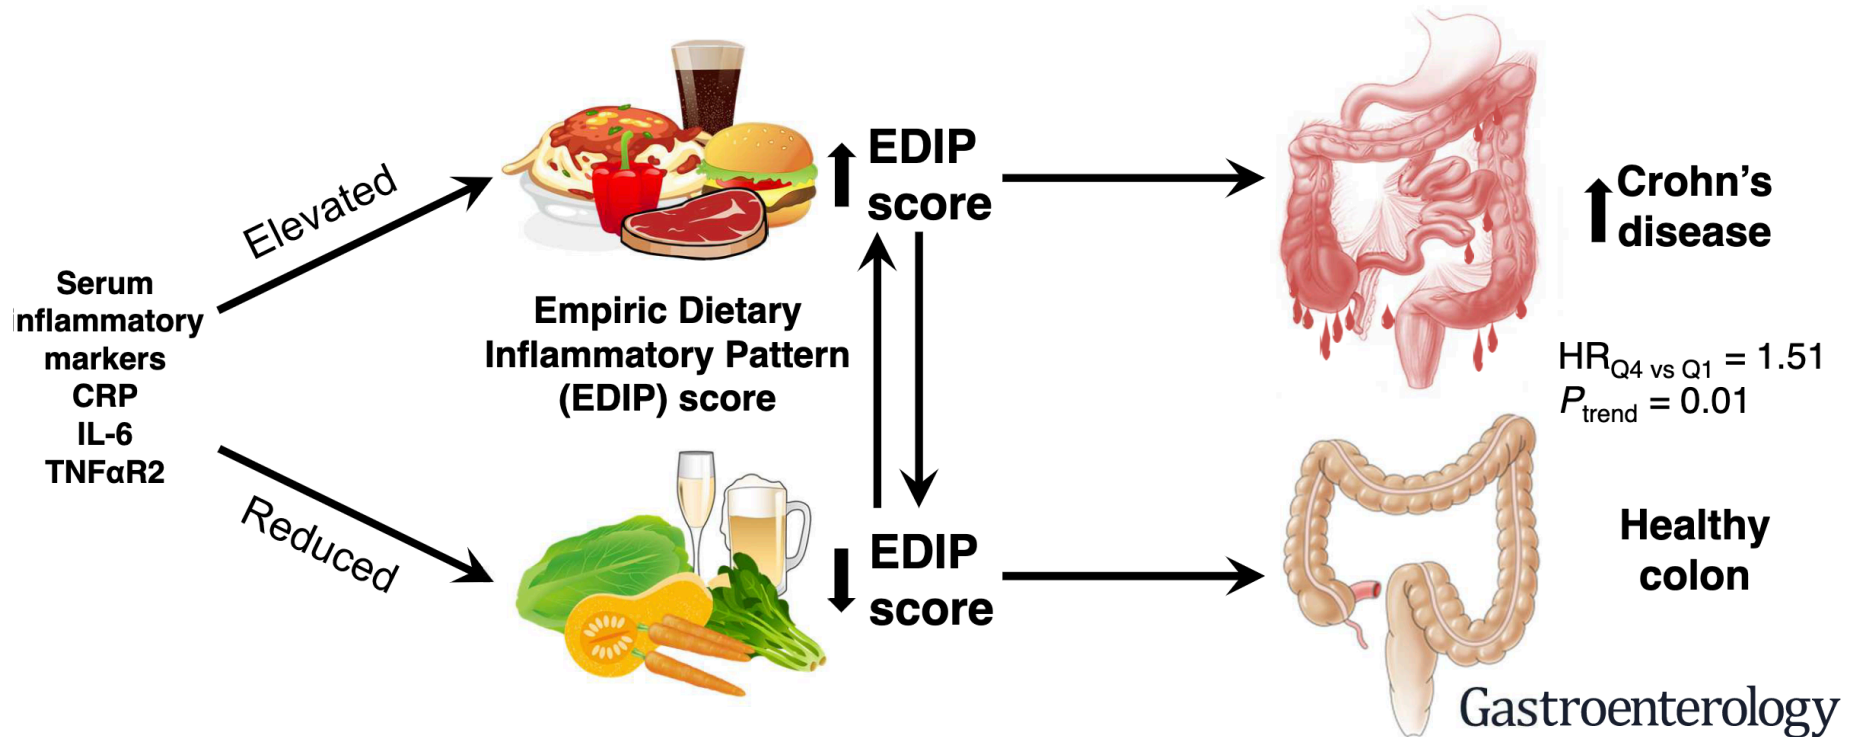 Serum
inflammatory
markers
CRP
IL-6
TNFαR2
Elevated
Reduced
EDIP
score
Empiric Dietary
Inflammatory Pattern
(EDIP) score
EDIP
score
Crohn's
disease
HRQ4 vs Q1 = 1.51
Ptrend = 0.01
Healthy
colon
Gastroenterology